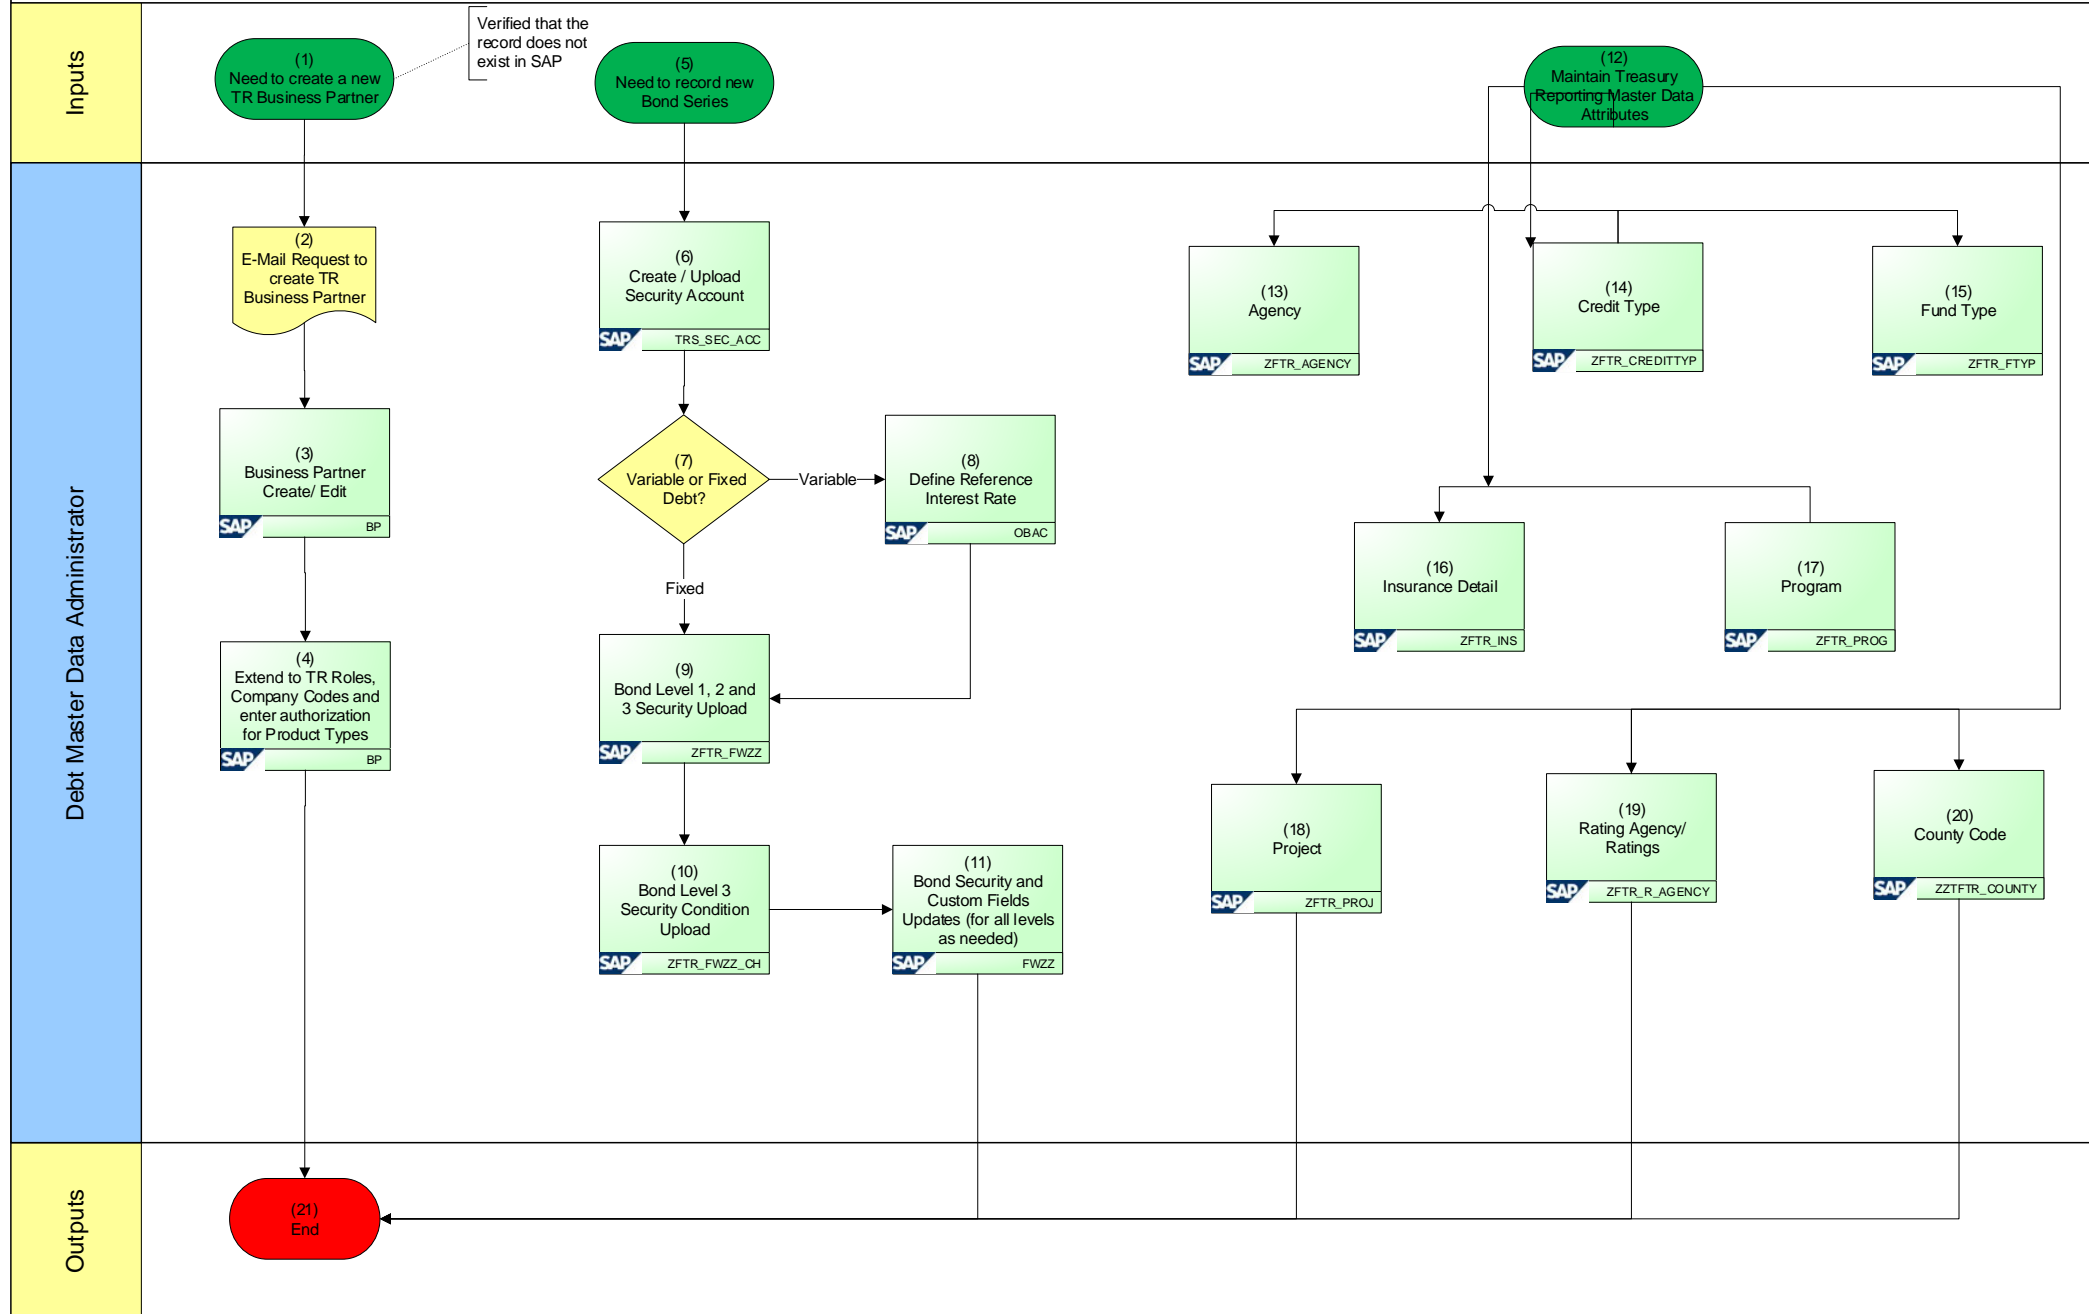 Inputs
(1)
Need to create a new
TR Business Partner
Verified that the
record does not
exist in SAP
(5)
Need to record new
Bond Series
(12)
Maintain Treasury
Reporting Master Data
Attributes
Debt Master Data Administrator
(2)
E-Mail Request to
create TR
Business Partner
(3)
Business Partner
Create/ Edit
SAP
BP
(4)
Extend to TR Roles,
Company Codes and
enter authorization
for Product Types
SAP
BP
(6)
Create / Upload
Security Account
SAP
TRS_SEC_ACC
(7)
Variable or Fixed
Debt?
Variable
Fixed
(8)
Define Reference
Interest Rate
SAP
OBAC
(9)
Bond Level 1, 2 and
3 Security Upload
SAP
ZFTR_FWZZ
(10)
Bond Level 3
Security Condition
Upload
SAP
ZFTR_FWZZ_CH
(11)
Bond Security and
Custom Fields
Updates (for all levels
as needed)
SAP
FWZZ
(13)
Agency
SAP
ZFTR_AGENCY
(14)
Credit Type
SAP
ZFTR_CREDITTYP
(15)
Fund Type
SAP
ZFTR_FTYP
(16)
Insurance Detail
SAP
ZFTR_INS
(17)
Program
SAP
ZFTR_PROG
(18)
Project
SAP
ZFTR_PROJ
(19)
Rating Agency/
Ratings
SAP
ZFTR_R_AGENCY
(20)
County Code
SAP
ZZTFTR_COUNTY
Outputs
(21)
End